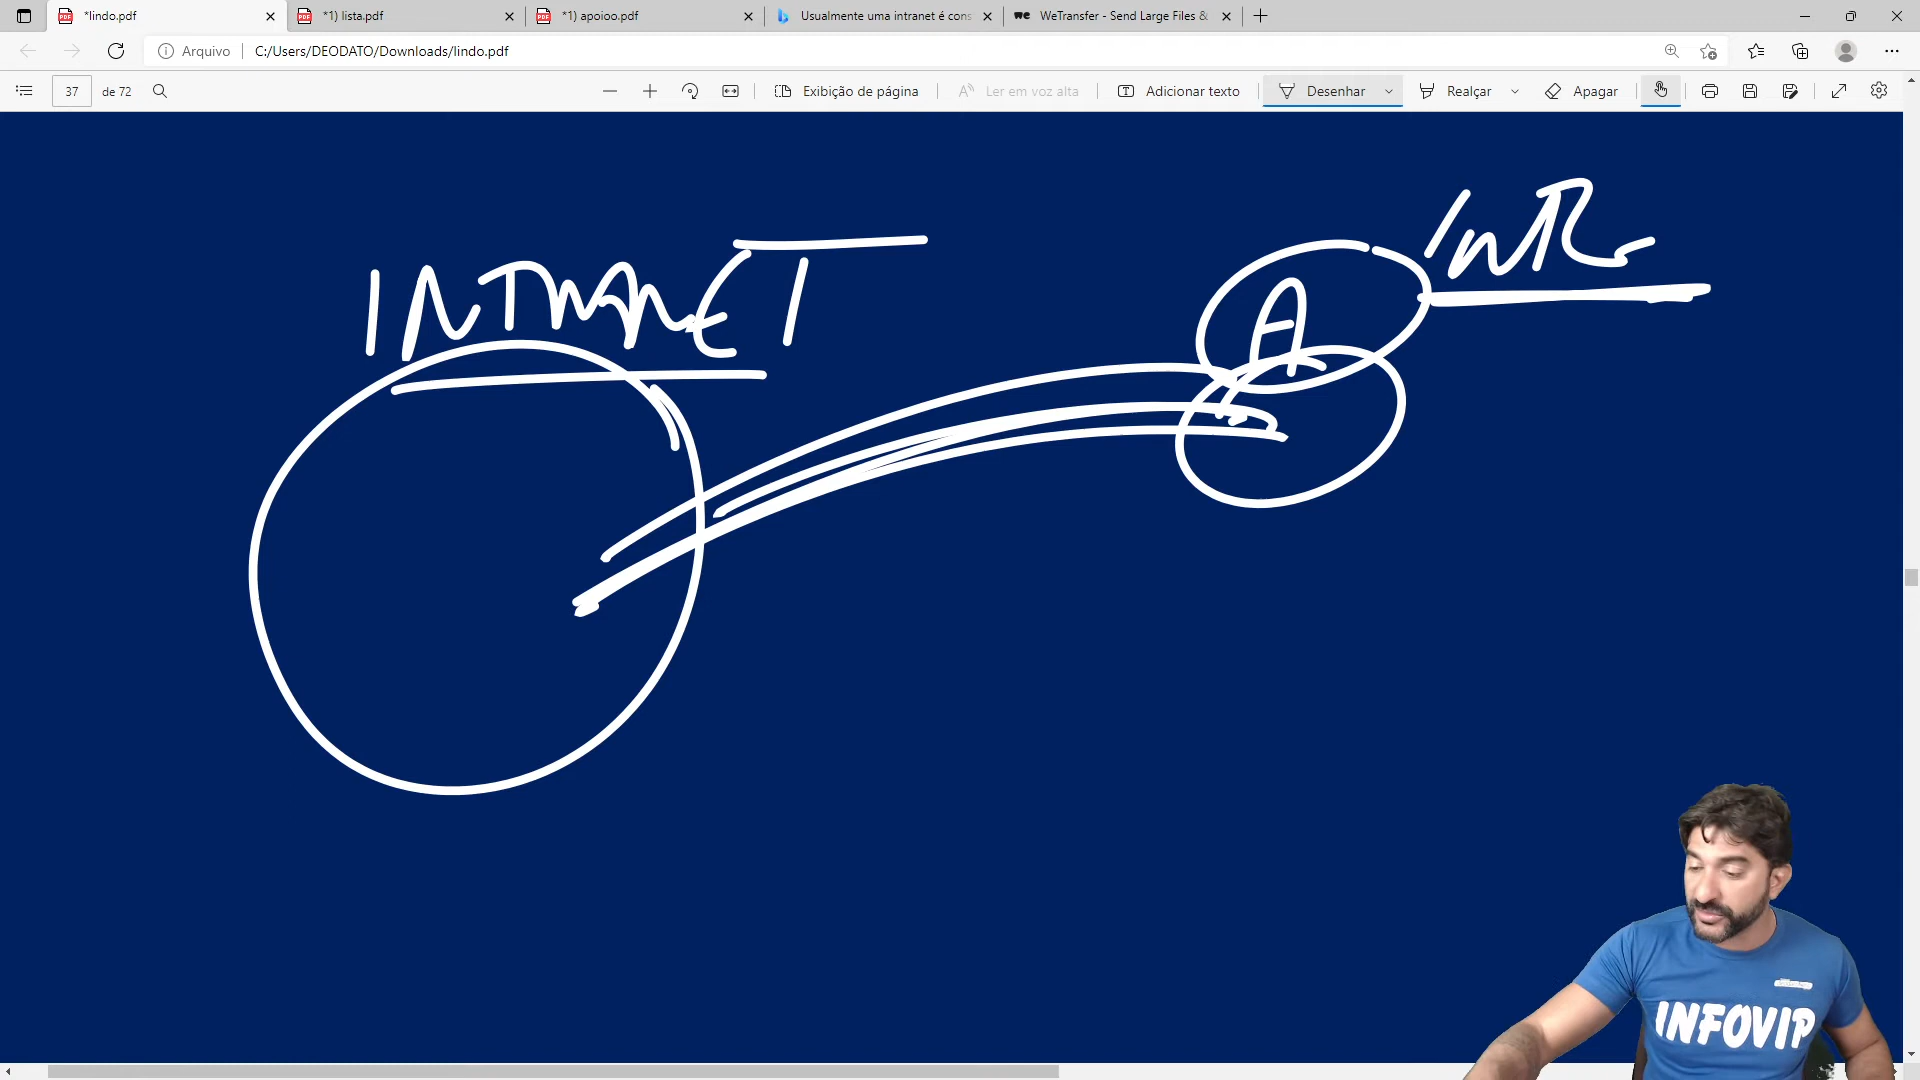 *lindo.pdf
*1) lista.pdf
*1) apoioo.pdf
Usualmente uma intranet é cons
WeTransfer - Send Large Files &
Arquivo
C:/Users/DEODATO/Downloads/lindo.pdf
37 de 72
Exibição de página
Ler em voz alta
Adicionar texto
Desenhar
Realçar
Apagar
INTRANET
A
INTRA
INFOVIP